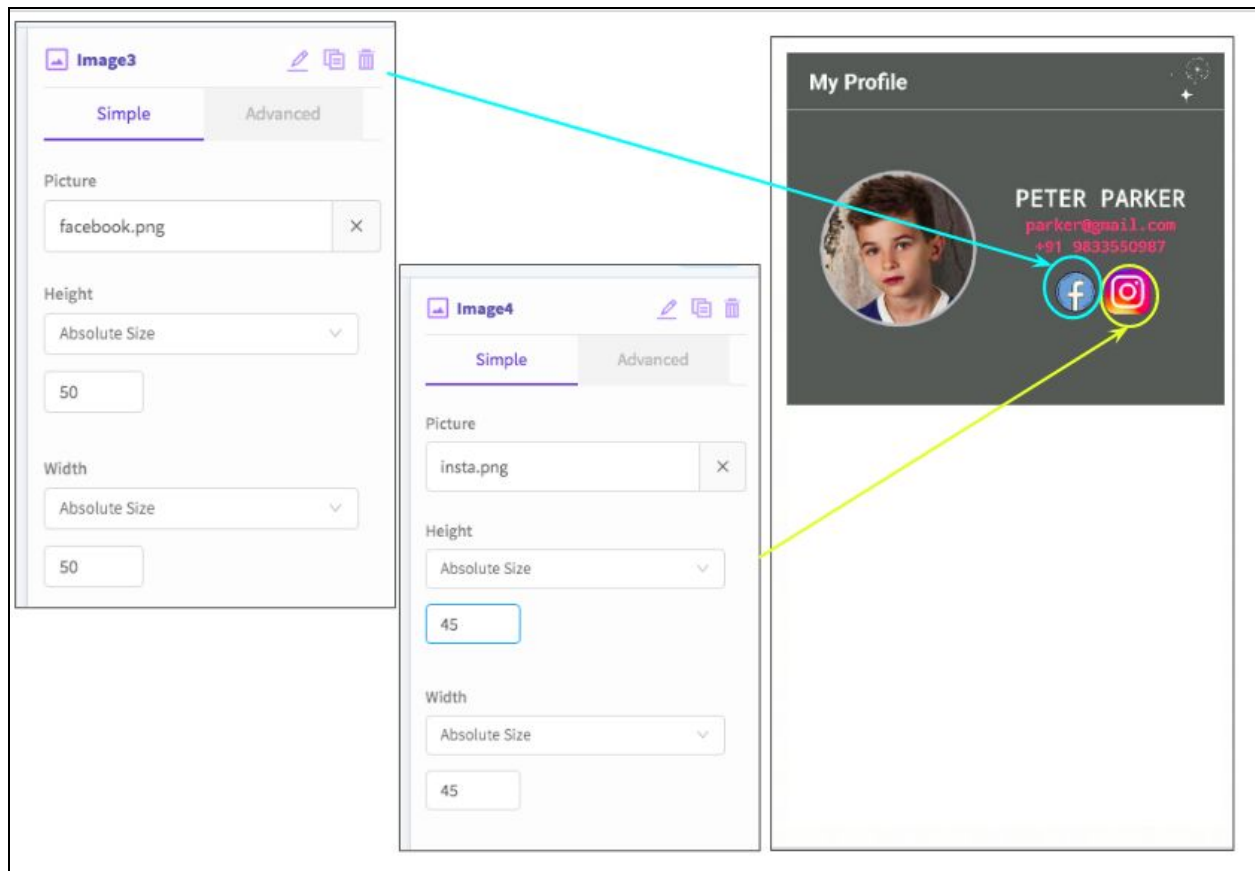 Image3
Simple
Advanced
Picture
facebook.png
Height
Absolute Size
50
Width
Absolute Size
50
Image4
Simple
Advanced
Picture
insta.png
Height
Absolute Size
45
Width
Absolute Size
45
My Profile
PETER PARKER
parker@gmail.com
+91 9833550987